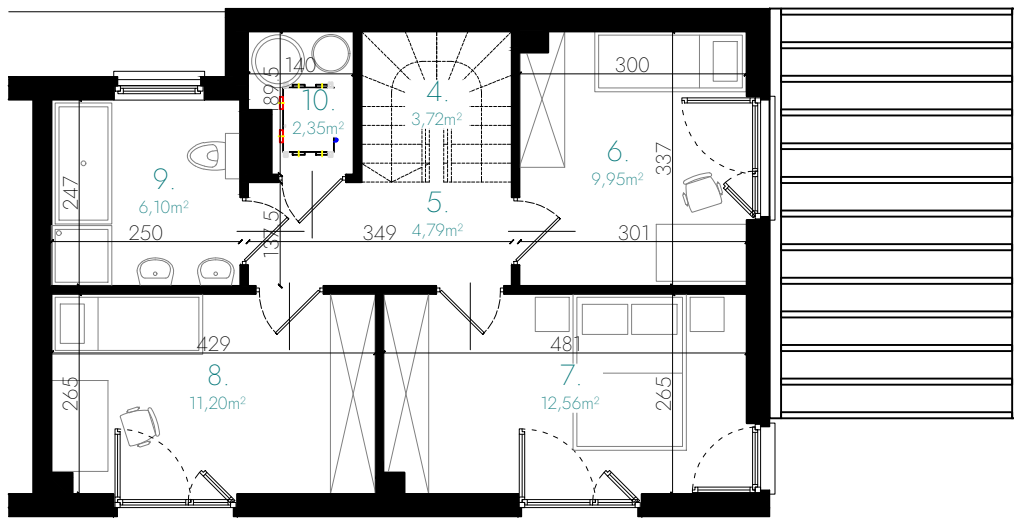 140
89,5
10.
2,35m²
4.
3,72m²
300
6.
9,95m²
337
9.
6,10m²
247
250
137,5
5.
4,79m²
349
301
429
8.
11,20m²
265
481
7.
12,56m²
265